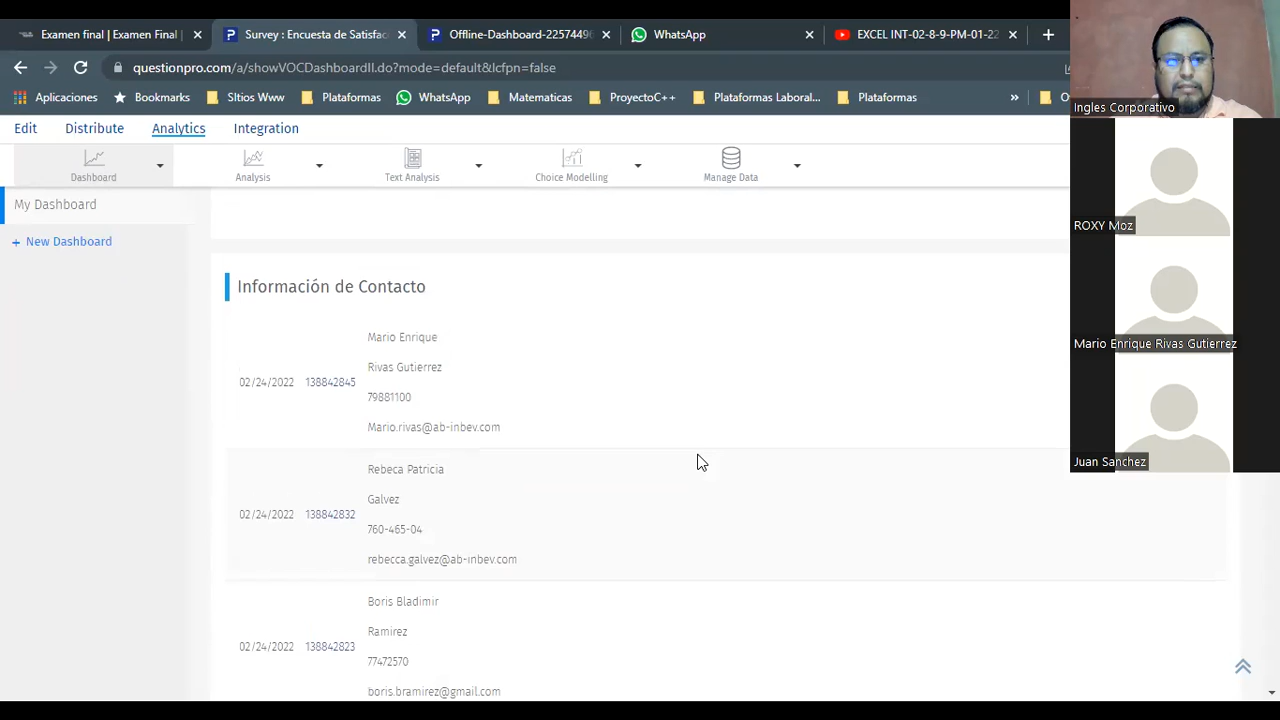 Examen final | Examen Final |
Survey : Encuesta de Satisfac
Offline-Dashboard-22574496
WhatsApp
EXCEL INT-02-8-9-PM-01-22
questionpro.com/a/showVOCDashboardII.do?mode=default&lcfpn=false
Aplicaciones
Bookmarks
SItios Www
Plataformas
WhatsApp
Matematicas
ProyectoC++
Plataformas Laboral...
Plataformas
»
Edit
Distribute
Analytics
Integration
Dashboard
Analysis
Text Analysis
Choice Modelling
Manage Data
My Dashboard
+ New Dashboard
Información de Contacto
02/24/2022
138842845
Mario Enrique
Rivas Gutierrez
79881100
Mario.rivas@ab-inbev.com
02/24/2022
138842832
Rebeca Patricia
Galvez
760-465-04
rebecca.galvez@ab-inbev.com
02/24/2022
138842823
Boris Bladimir
Ramirez
77472570
boris.bramirez@gmail.com
Ingles Corporativo
ROXY Moz
Mario Enrique Rivas Gutierrez
Juan Sanchez